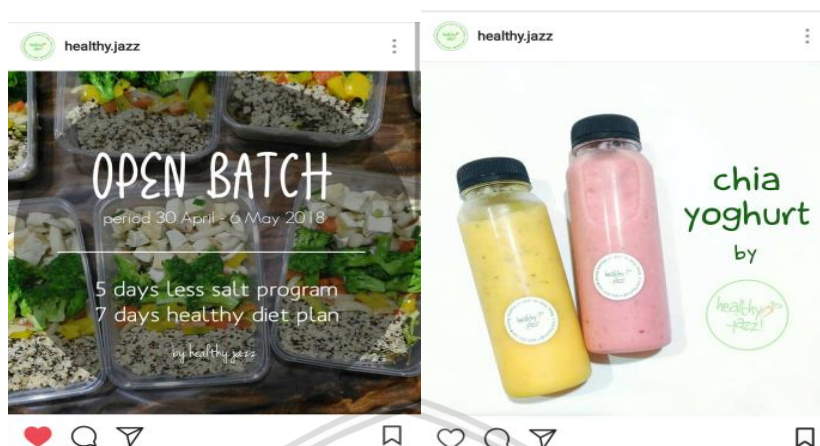 healthy.jazz
OPEN BATCH
period 30 April - 6 May 2018
5 days less salt program
7 days healthy diet plan
by healthy jazz
healthy.jazz
chia
yoghurt
by
healthy
jazz!